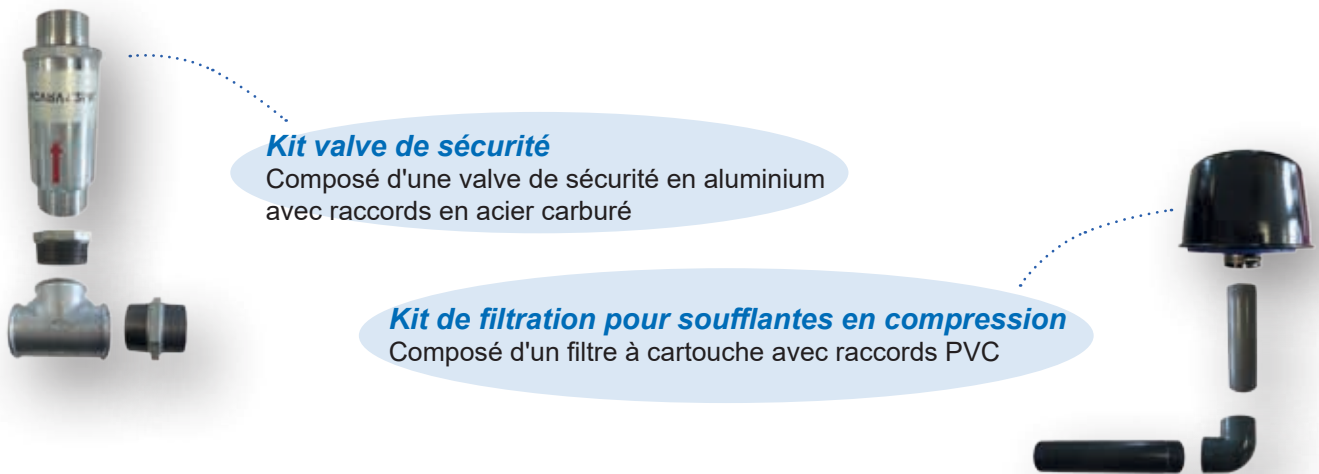 Kit valve de sécurité
Composé d'une valve de sécurité en aluminium
avec raccords en acier carburé
Kit de filtration pour soufflantes en compression
Composé d'un filtre à cartouche avec raccords PVC